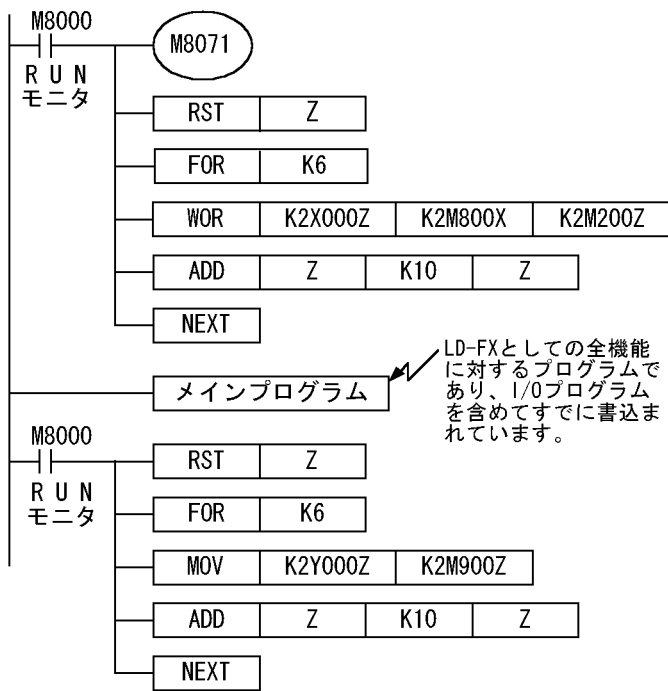 M8000
RUN
モニタ
M8071
RST Z
FOR K6
WOR K2X000Z K2M800X K2M200Z
ADD Z K10 Z
NEXT
メインプログラム
LD-FXとしての全機能
に対するプログラムで
あり、I/Oプログラム
を含めてすでに書込ま
れています。
M8000
RUN
モニタ
RST Z
FOR K6
MOV K2Y000Z K2M900Z
ADD Z K10 Z
NEXT